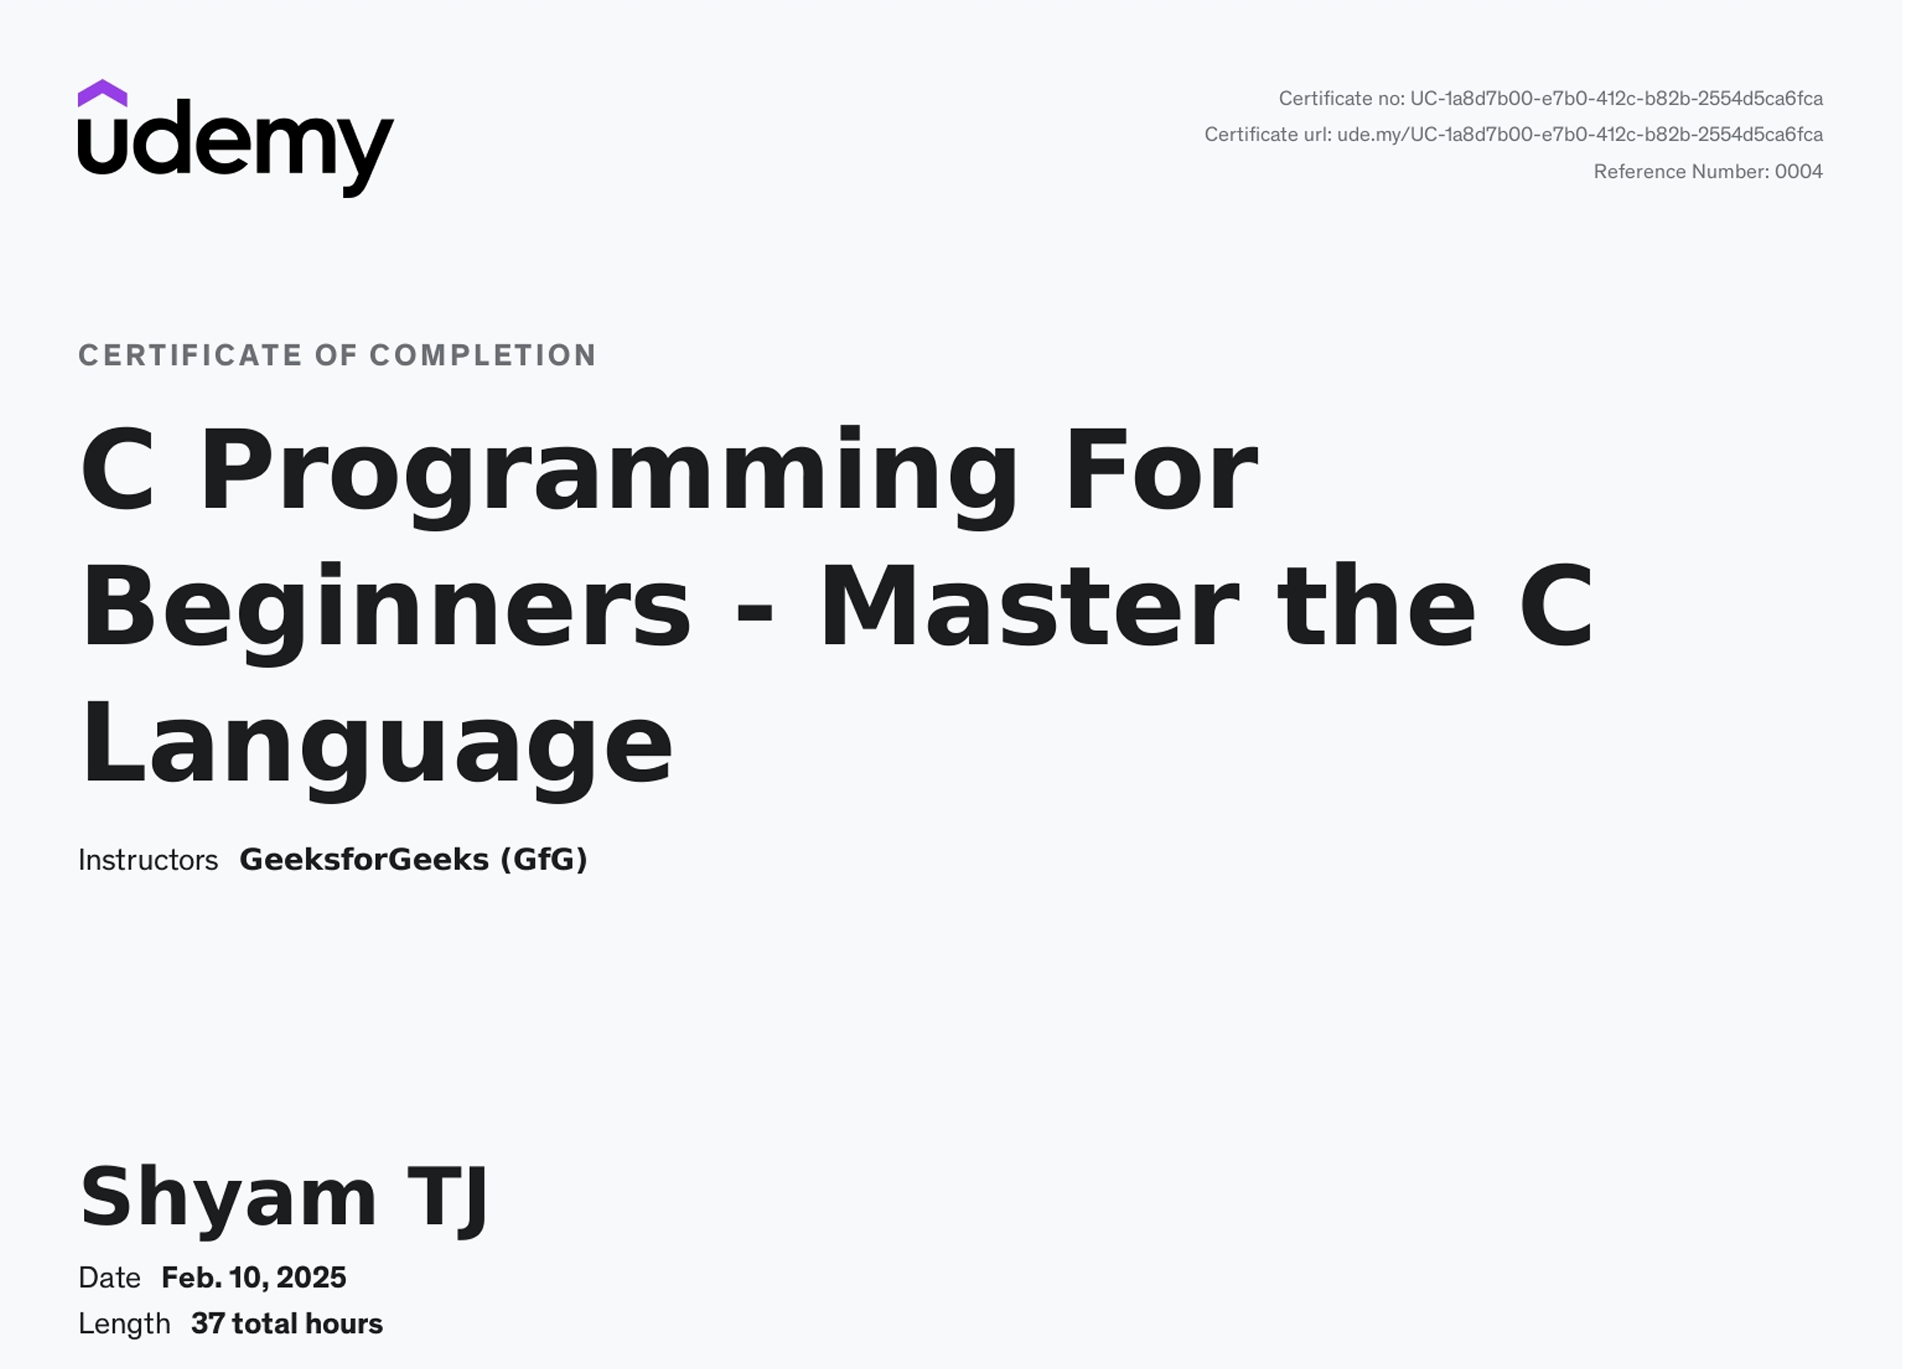 udemy
Certificate no: UC-1a8d7b00-e7b0-412c-b82b-2554d5ca6fca
Certificate url: ude.my/UC-1a8d7b00-e7b0-412c-b82b-2554d5ca6fca
Reference Number: 0004
CERTIFICATE OF COMPLETION
C Programming For
Beginners - Master the C
Language
Instructors GeeksforGeeks (GfG)
Shyam TJ
Date Feb. 10, 2025
Length 37 total hours